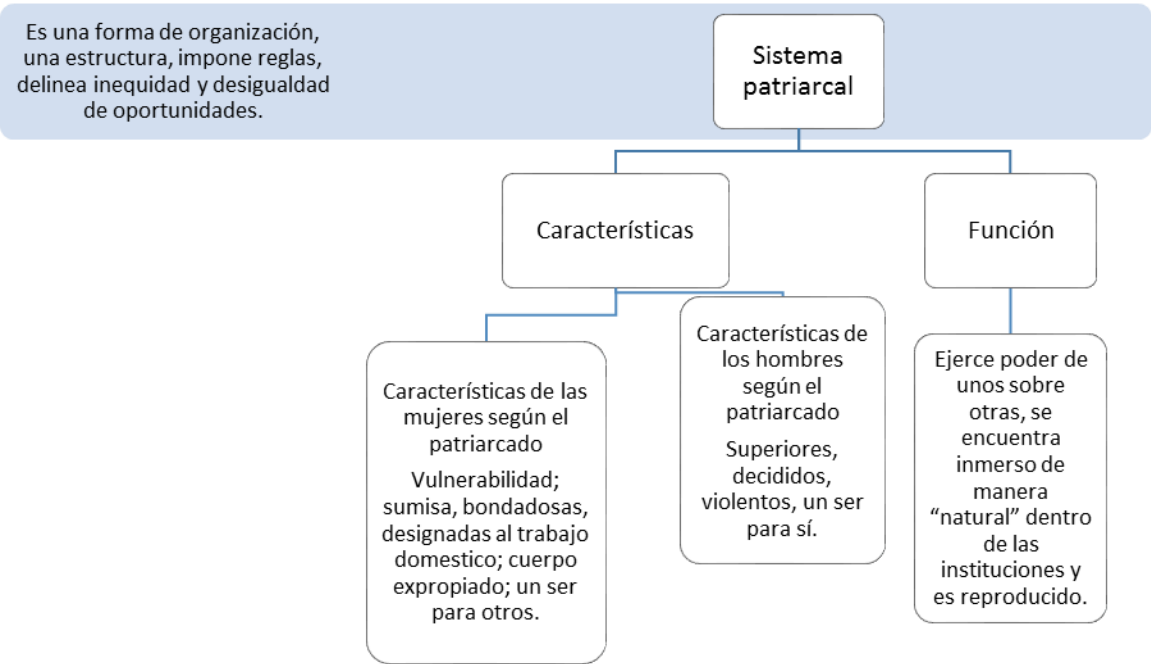 Es una forma de organización,
una estructura, impone reglas,
delinea inequidad y desigualdad
de oportunidades.
Sistema
patriarcal
Características
Función
Características de las
mujeres según el
patriarcado
Vulnerabilidad;
sumisa, bondadosas,
designadas al trabajo
domestico; cuerpo
expropiado; un ser
para otros.
Características de
los hombres
según el
patriarcado
Superiores,
decididos,
violentos, un ser
para sí.
Ejerce poder de
unos sobre
otras, se
encuentra
inmerso de
manera
“natural” dentro
de las
instituciones y
es reproducido.